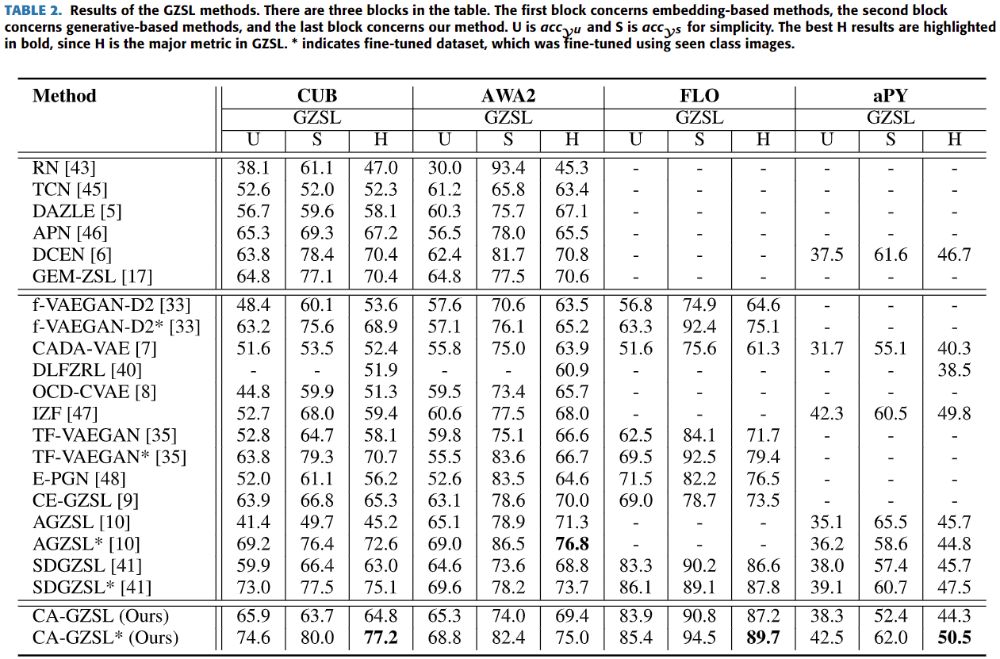 TABLE 2. Results of the GZSL methods. There are three blocks in the table. The first block concerns embedding-based methods, the second block
concerns generative-based methods, and the last block concerns our method. U is acc𝒴u and S is acc𝒴s for simplicity. The best H results are highlighted
in bold, since H is the major metric in GZSL. * indicates fine-tuned dataset, which was fine-tuned using seen class images.
Method CUB AWA2 FLO aPY
GZSL GZSL GZSL GZSL
U S H U S H U S H U S H
RN [43] 38.1 61.1 47.0 30.0 93.4 45.3 - - - - - -
TCN [45] 52.6 52.0 52.3 61.2 65.8 63.4 - - - - - -
DAZLE [5] 56.7 59.6 58.1 60.3 75.7 67.1 - - - - - -
APN [46] 65.3 69.3 67.2 56.5 78.0 65.5 - - - - - -
DCEN [6] 63.8 78.4 70.4 62.4 81.7 70.8 - - - 37.5 61.6 46.7
GEM-ZSL [17] 64.8 77.1 70.4 64.8 77.5 70.6 - - - - - -
f-VAEGAN-D2 [33] 48.4 60.1 53.6 57.6 70.6 63.5 56.8 74.9 64.6 - - -
f-VAEGAN-D2* [33] 63.2 75.6 68.9 57.1 76.1 65.2 63.3 92.4 75.1 - - -
CADA-VAE [7] 51.6 53.5 52.4 55.8 75.0 63.9 51.6 75.6 61.3 31.7 55.1 40.3
DLFZRL [40] - - 51.9 - - 60.9 - - - 38.5
OCD-CVAE [8] 44.8 59.9 51.3 59.5 73.4 65.7 - - - - - -
IZF [47] 52.7 68.0 59.4 60.6 77.5 68.0 - - - 42.3 60.5 49.8
TF-VAEGAN [35] 52.8 64.7 58.1 59.8 75.1 66.6 62.5 84.1 71.7 - - -
TF-VAEGAN* [35] 63.8 79.3 70.7 55.5 83.6 66.7 69.5 92.5 79.4 - - -
E-PGN [48] 52.0 61.1 56.2 52.6 83.5 64.6 71.5 82.2 76.5 - - -
CE-GZSL [9] 63.9 66.8 65.3 63.1 78.6 70.0 69.0 78.7 73.5 - - -
AGZSL [10] 41.4 49.7 45.2 65.1 78.9 71.3 - - - 35.1 65.5 45.7
AGZSL* [10] 69.2 76.4 72.6 69.0 86.5 76.8 - - - 36.2 58.6 44.8
SDGZSL [41] 59.9 66.4 63.0 64.6 73.6 68.8 83.3 90.2 86.6 38.0 57.4 45.7
SDGZSL* [41] 73.0 77.5 75.1 69.6 78.2 73.7 86.1 89.1 87.8 39.1 60.7 47.5
CA-GZSL (Ours) 65.9 63.7 64.8 65.3 74.0 69.4 83.9 90.8 87.2 38.3 52.4 44.3
CA-GZSL* (Ours) 74.6 80.0 77.2 68.8 82.4 75.0 85.4 94.5 89.7 42.5 62.0 50.5